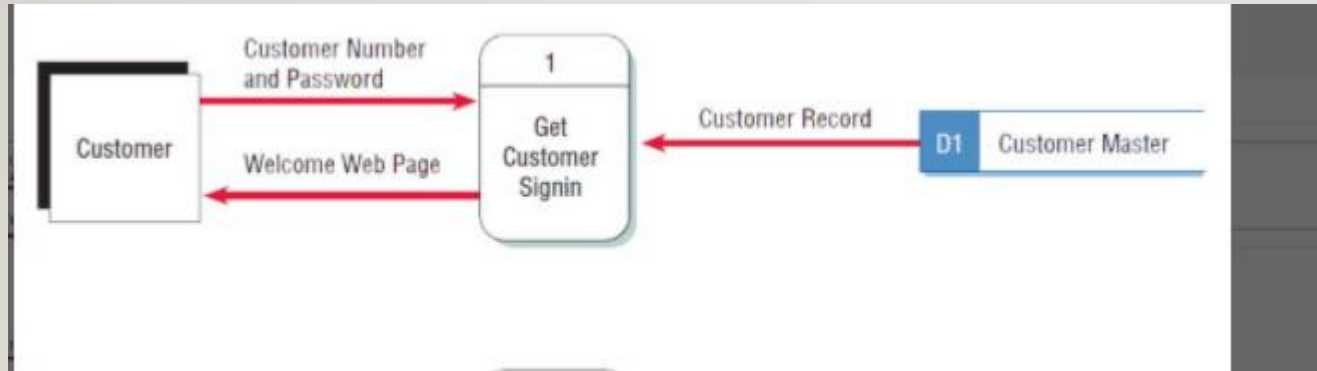 Customer Number
and Password
1
Customer
Get
Customer
Signin
Welcome Web Page
Customer Record
D1 Customer Master